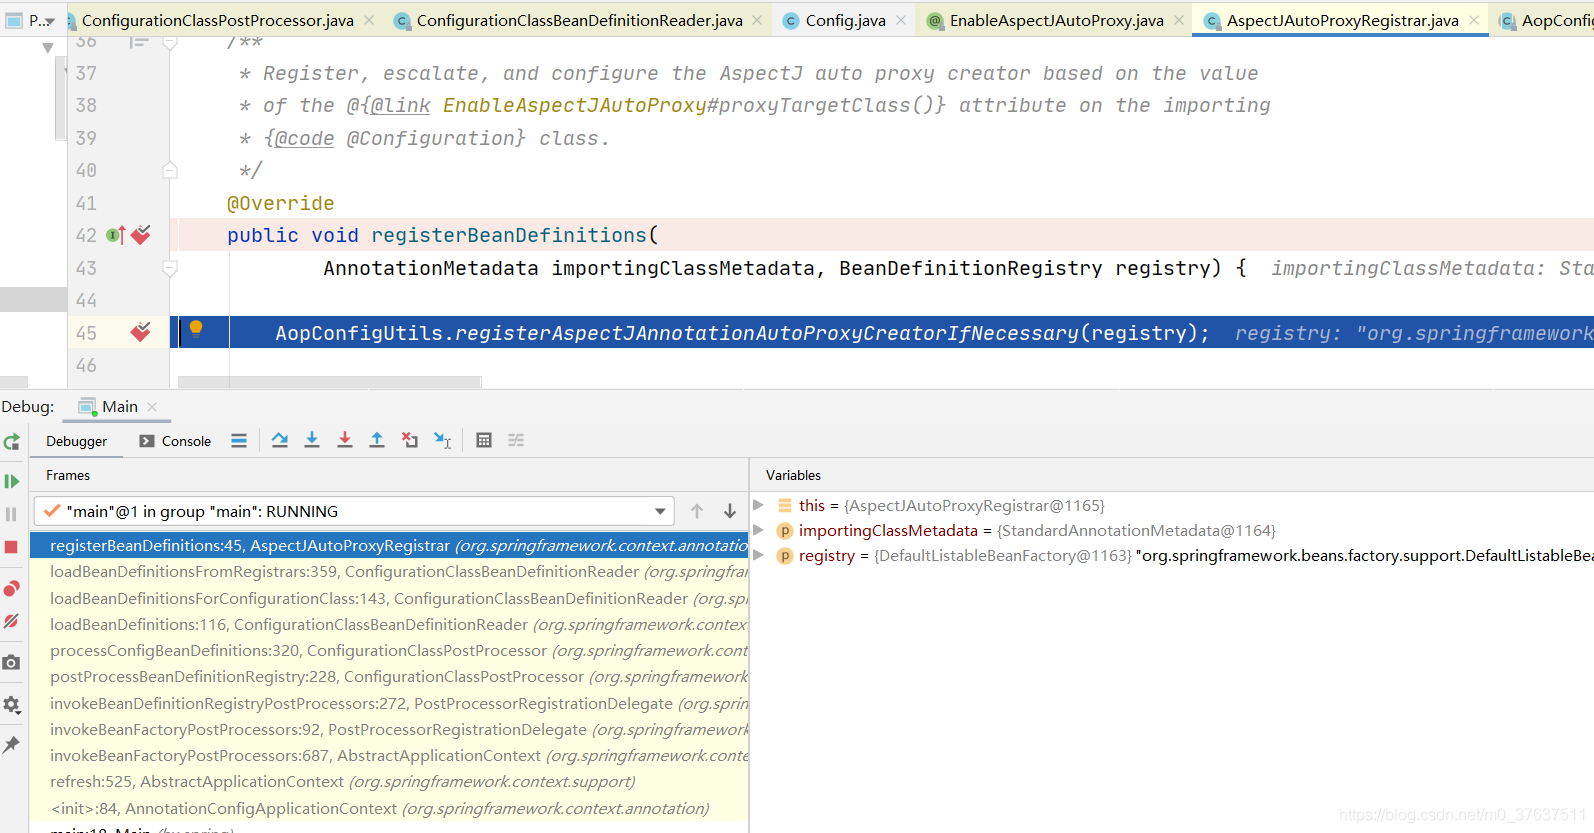 P...
ConfigurationClassPostProcessor.java
ConfigurationClassBeanDefinitionReader.java
Config.java
EnableAspectJAutoProxy.java
AspectJAutoProxyRegistrar.java
AopConfig
36 /**
37 * Register, escalate, and configure the AspectJ auto proxy creator based on the value
38 * of the @{@link EnableAspectJAutoProxy#proxyTargetClass()} attribute on the importing
39 * {@code @Configuration} class.
40 */
41 @Override
42 public void registerBeanDefinitions(
43 AnnotationMetadata importingClassMetadata, BeanDefinitionRegistry registry) { importingClassMetadata: Sta
44
45 AopConfigUtils.registerAspectJAnnotationAutoProxyCreatorIfNecessary(registry); registry: "org.springframework
46
Debug: Main
Debugger Console
Frames
"main"@1 in group "main": RUNNING
registerBeanDefinitions:45, AspectJAutoProxyRegistrar (org.springframework.context.annotatio
loadBeanDefinitionsFromRegistrars:359, ConfigurationClassBeanDefinitionReader (org.springfra
loadBeanDefinitionsForConfigurationClass:143, ConfigurationClassBeanDefinitionReader (org.sp
loadBeanDefinitions:116, ConfigurationClassBeanDefinitionReader (org.springframework.context
processConfigBeanDefinitions:320, ConfigurationClassPostProcessor (org.springframework.cont
postProcessBeanDefinitionRegistry:228, ConfigurationClassPostProcessor (org.springframework
invokeBeanDefinitionRegistryPostProcessors:272, PostProcessorRegistrationDelegate (org.sprin
invokeBeanFactoryPostProcessors:92, PostProcessorRegistrationDelegate (org.springframework
invokeBeanFactoryPostProcessors:687, AbstractApplicationContext (org.springframework.conte
refresh:525, AbstractApplicationContext (org.springframework.context.support)
<init>:84, AnnotationConfigApplicationContext (org.springframework.context.annotation)
main:18, Main (hy.spring)
Variables
this = {AspectJAutoProxyRegistrar@1165}
importingClassMetadata = {StandardAnnotationMetadata@1164}
registry = {DefaultListableBeanFactory@1163} "org.springframework.beans.factory.support.DefaultListableBea
https://blog.csdn.net/m0_37637511